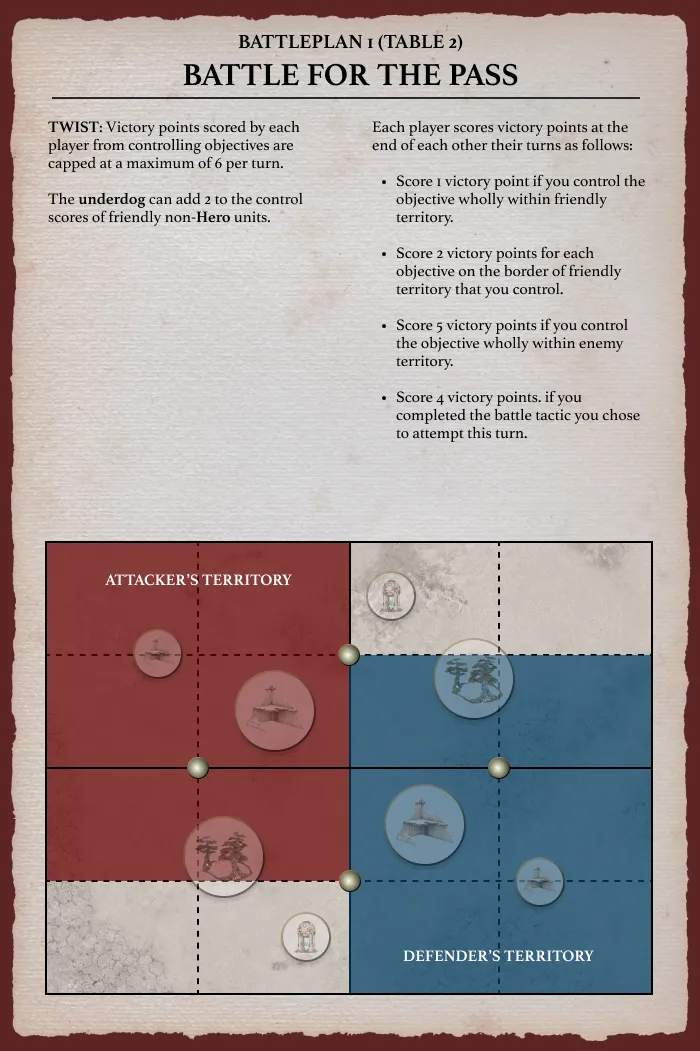 BATTLEPLAN 1 (TABLE 2)
BATTLE FOR THE PASS
TWIST: Victory points scored by each
player from controlling objectives are
capped at a maximum of 6 per turn.
The underdog can add 2 to the control
scores of friendly non-Hero units.
Each player scores victory points at the
end of each other their turns as follows:
• Score 1 victory point if you control the
objective wholly within friendly
territory.
• Score 2 victory points for each
objective on the border of friendly
territory that you control.
• Score 5 victory points if you control
the objective wholly within enemy
territory.
• Score 4 victory points. if you
completed the battle tactic you chose
to attempt this turn.
ATTACKER'S TERRITORY
DEFENDER'S TERRITORY